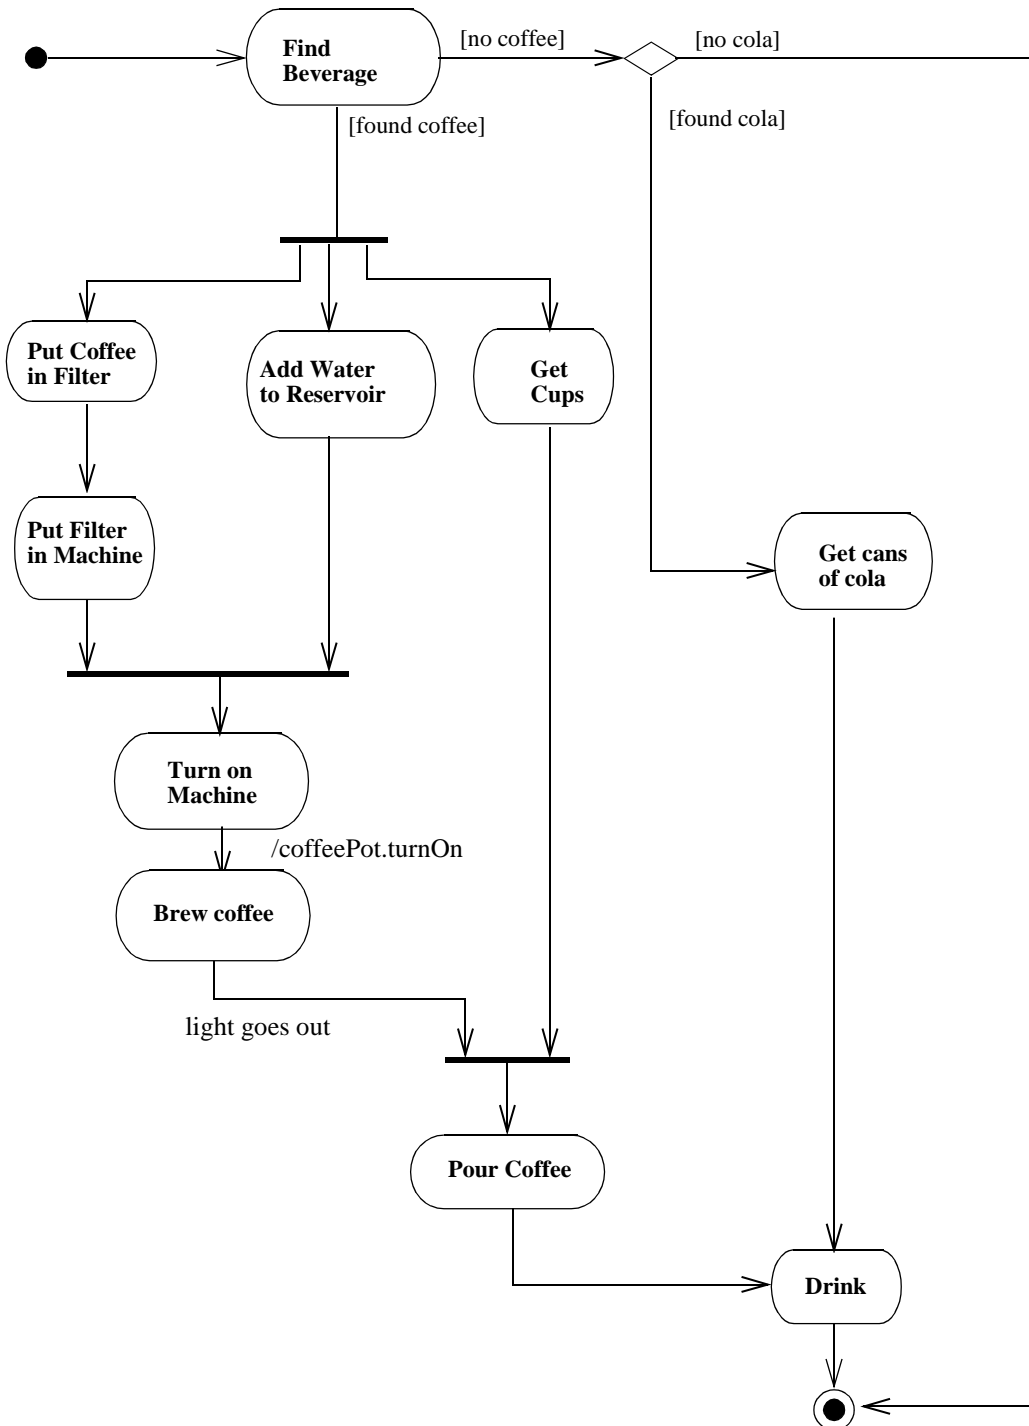 Find
Beverage
[no coffee]
[no cola]
[found coffee]
[found cola]
Put Coffee
in Filter
Add Water
to Reservoir
Get
Cups
Put Filter
in Machine
Get cans
of cola
Turn on
Machine
/coffeePot.turnOn
Brew coffee
light goes out
Pour Coffee
Drink